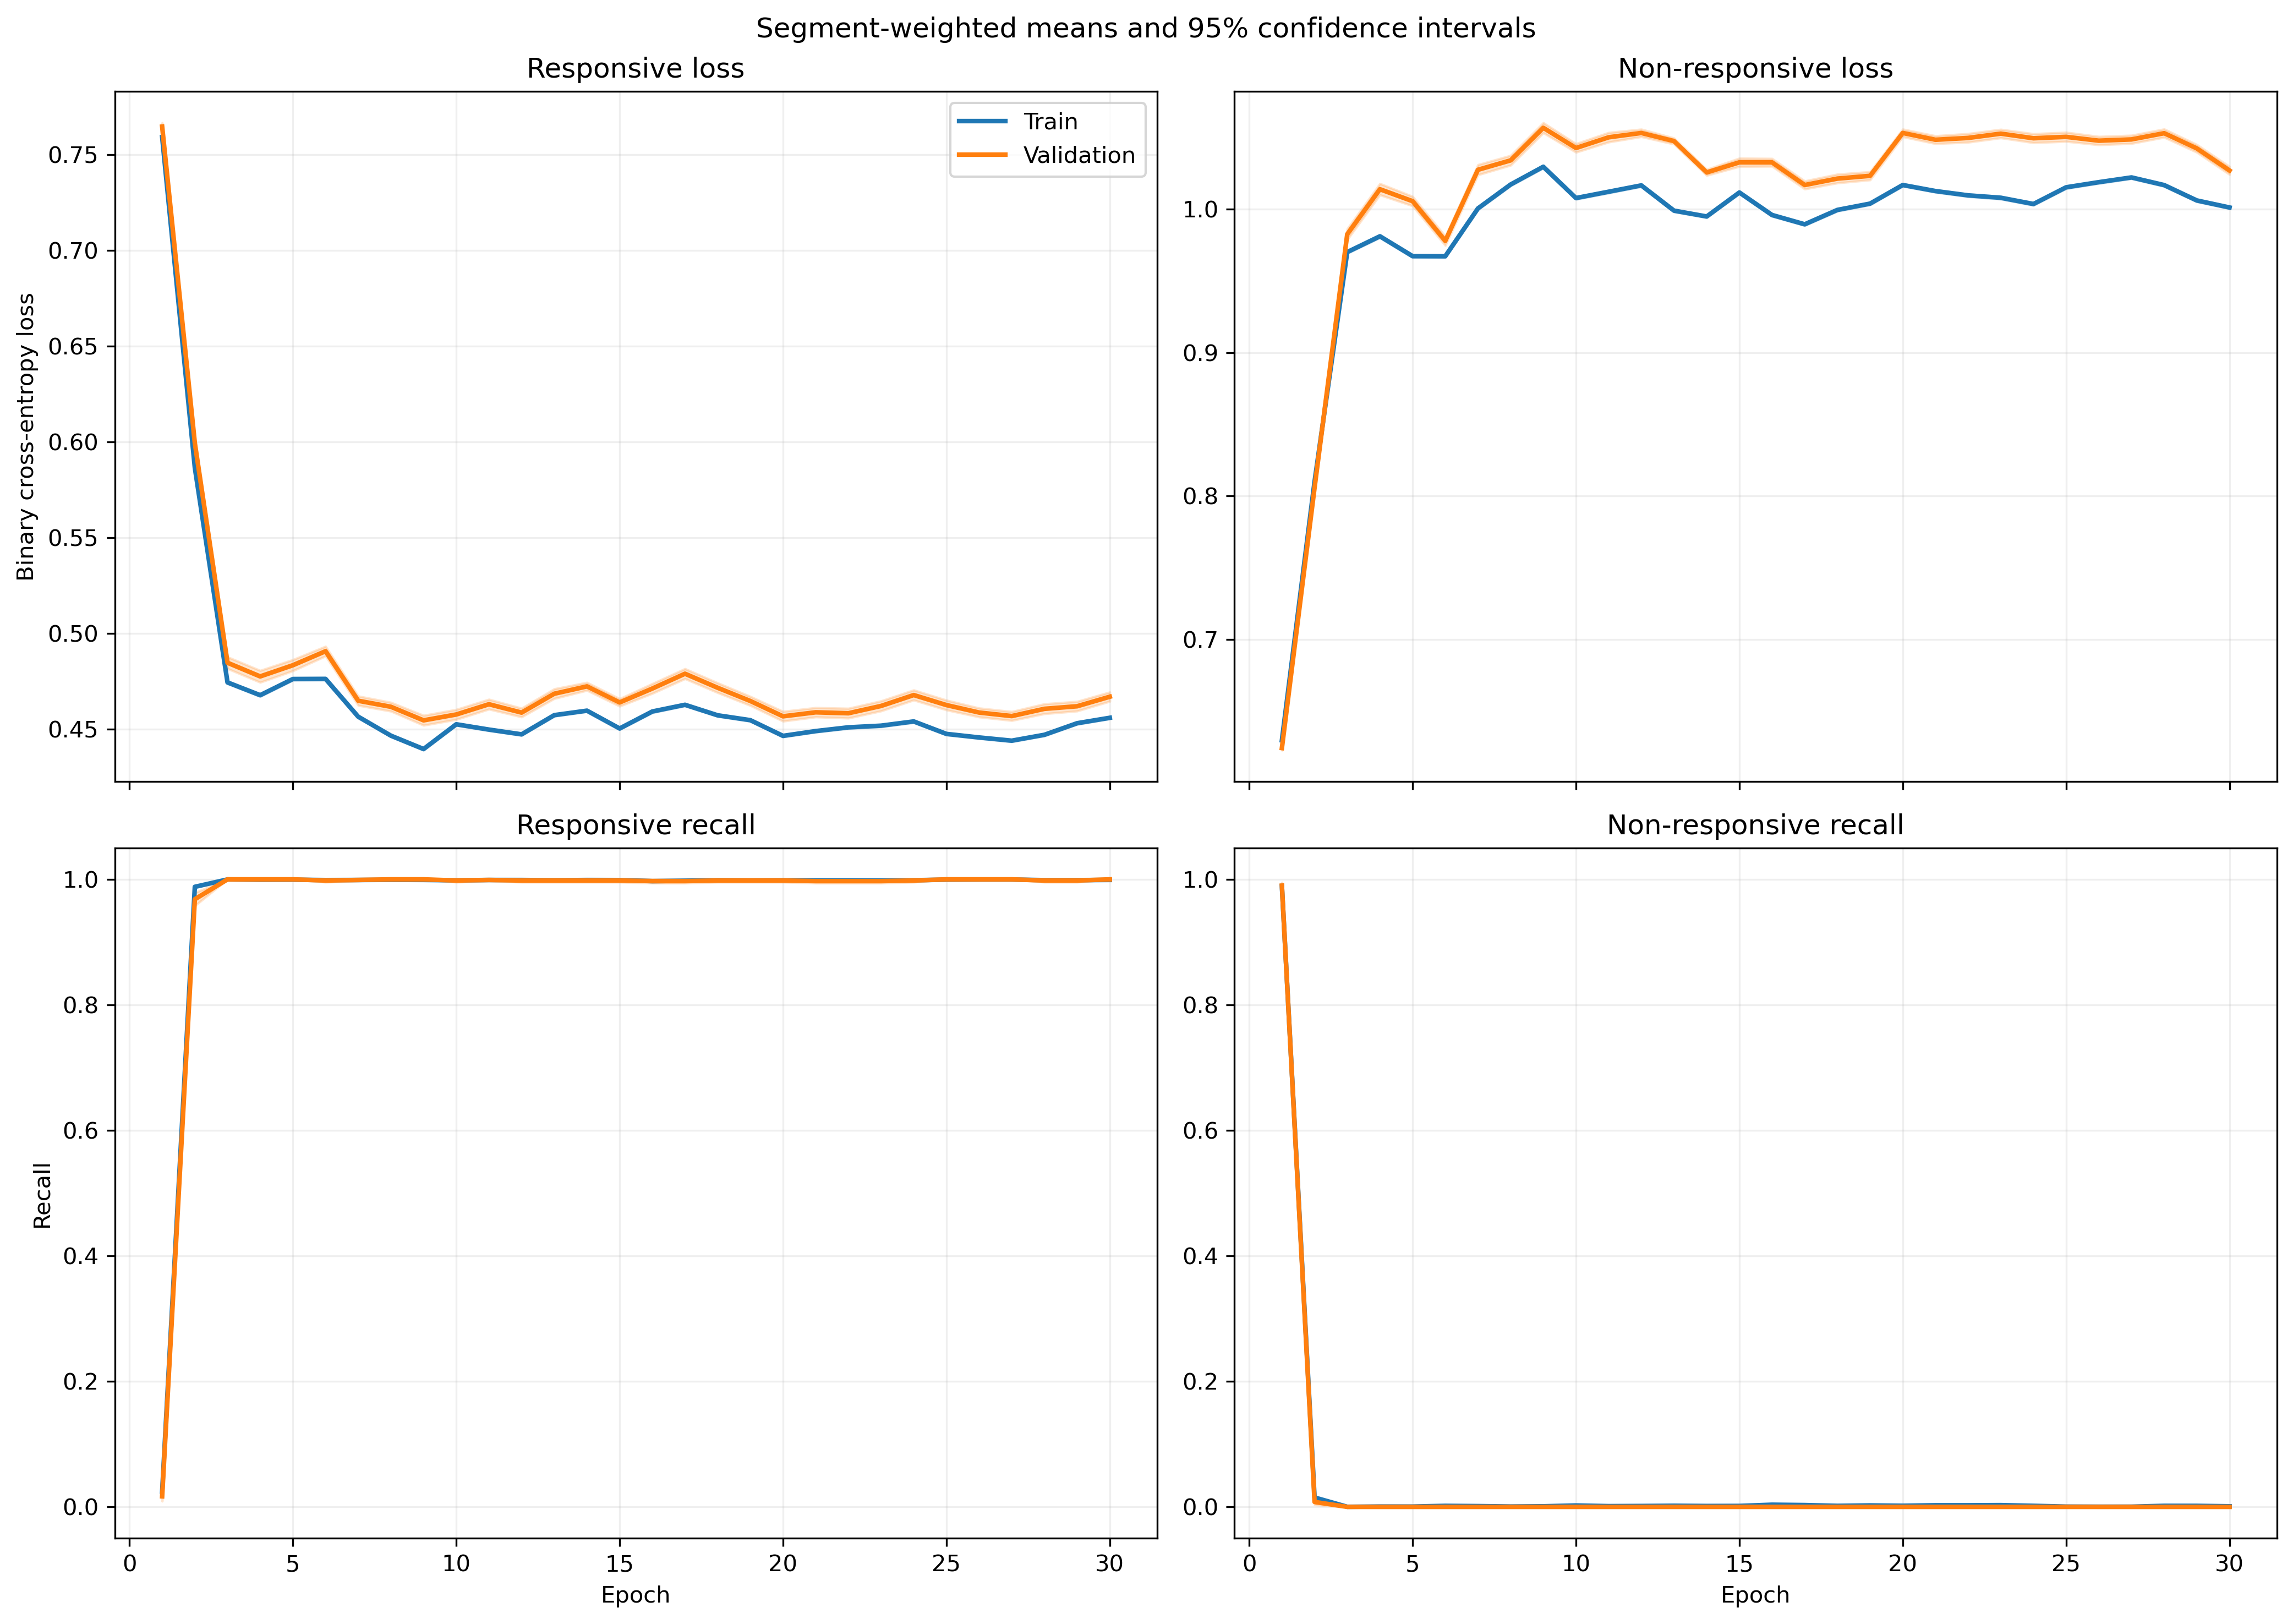 Segment-weighted means and 95% confidence intervals
Responsive loss
Non-responsive loss
Train
Validation
Binary cross-entropy loss
0.75
0.70
0.65
0.60
0.55
0.50
0.45
1.0
0.9
0.8
0.7
Responsive recall
Non-responsive recall
Recall
1.0
0.8
0.6
0.4
0.2
0.0
0 5 10 15 20 25 30
Epoch
1.0
0.8
0.6
0.4
0.2
0.0
0 5 10 15 20 25 30
Epoch